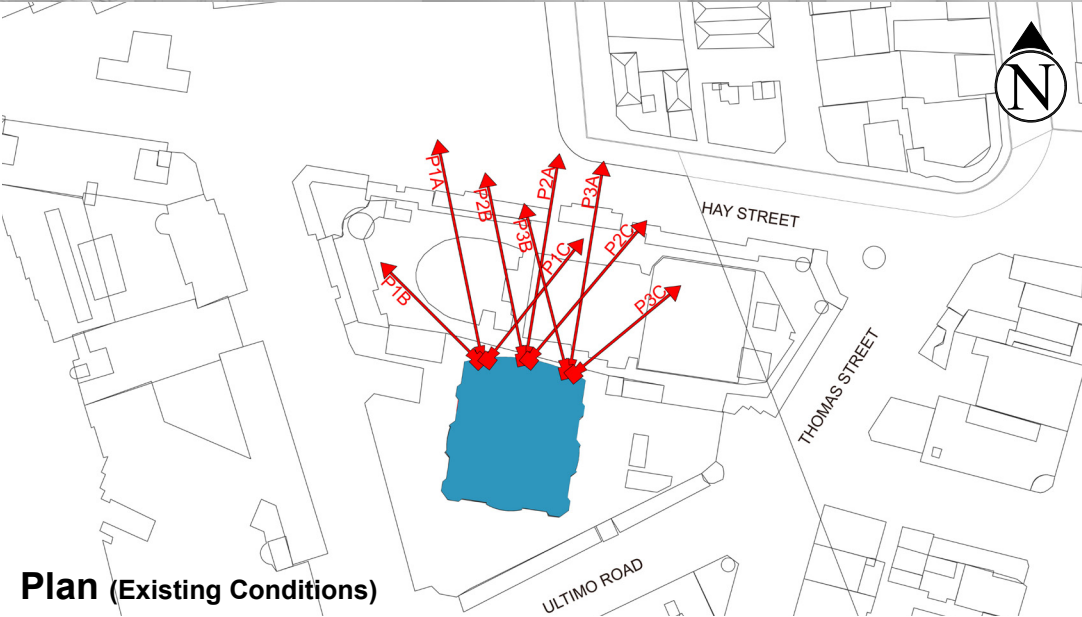 N
P1A
P2B
P2A
P3A
P3B
P1C
P2C
P1B
P3C
HAY STREET
THOMAS STREET
ULTIMO ROAD
Plan (Existing Conditions)